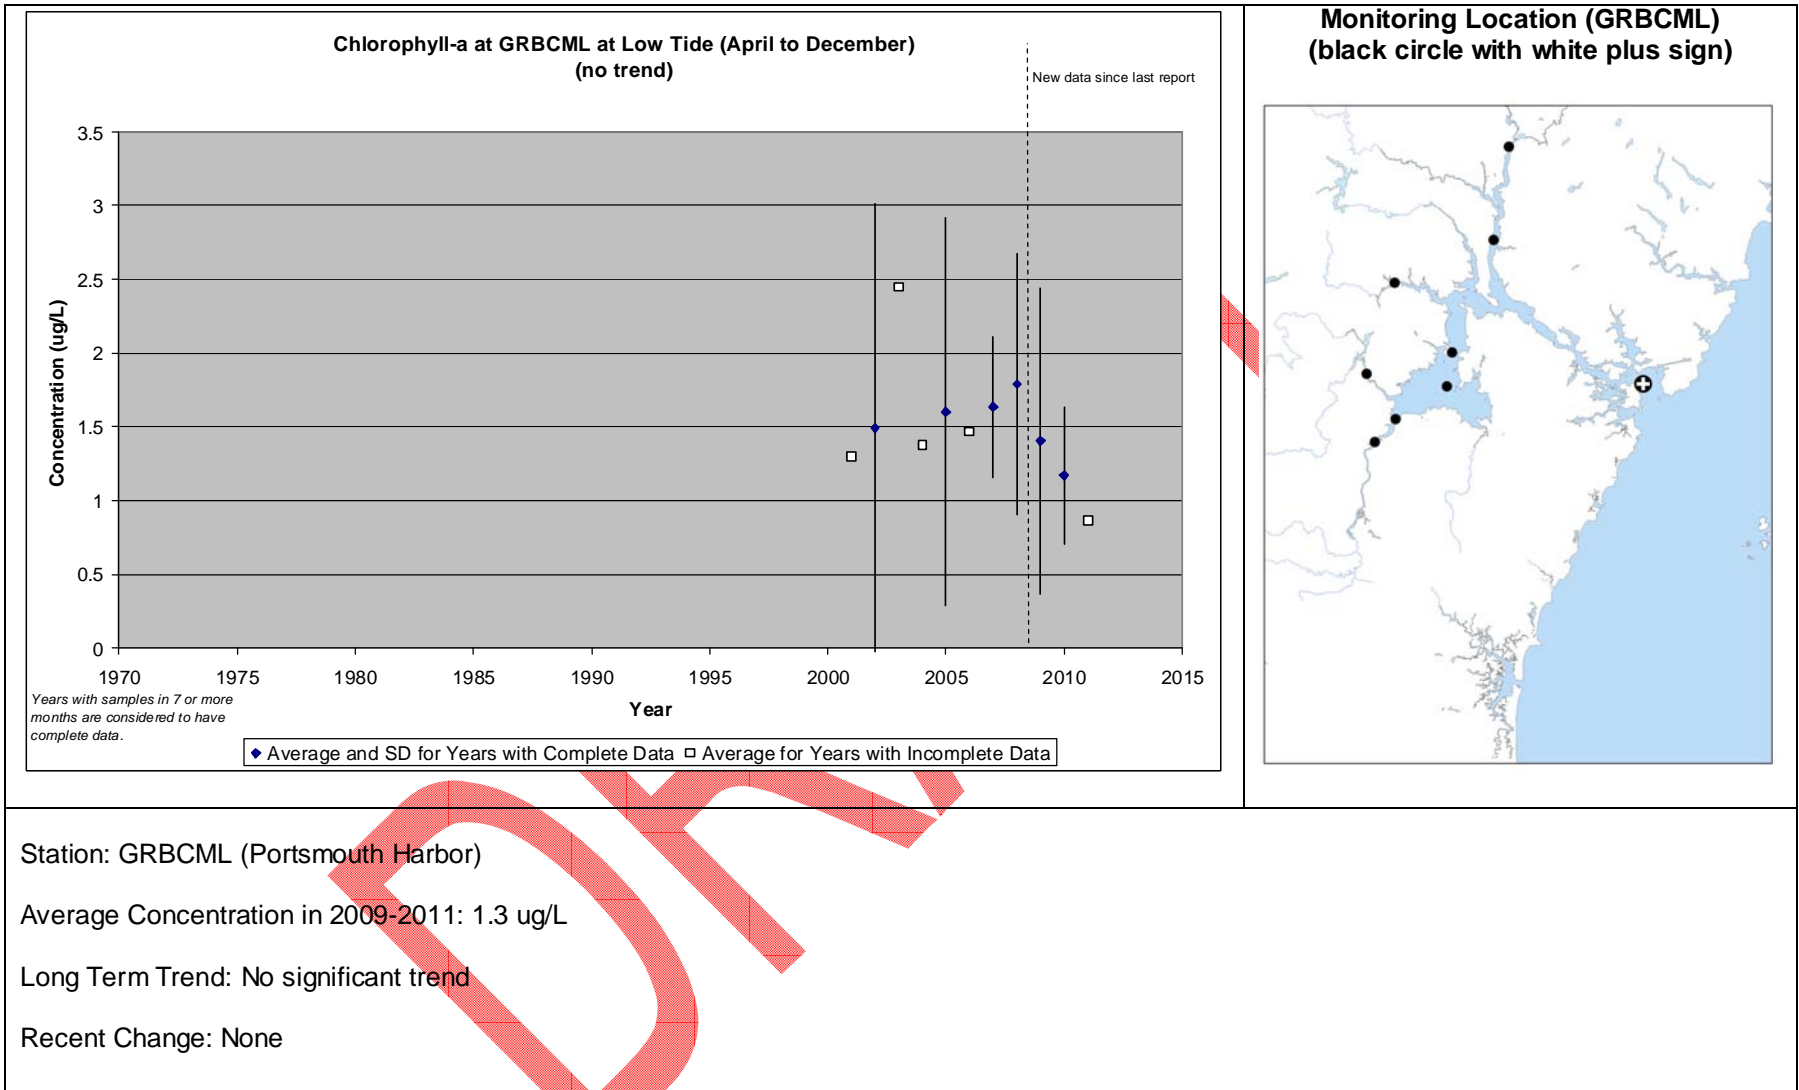 Chlorophyll-a at GRBCML at Low Tide (April to December)
(no trend)
New data since last report
3.5
3
2.5
2
1.5
1
0.5
0
Concentration (ug/L)
1970 1975 1980 1985 1990 1995 2000 2005 2010 2015
Year
Years with samples in 7 or more
months are considered to have
complete data.
Average and SD for Years with Complete Data Average for Years with Incomplete Data
Monitoring Location (GRBCML)
(black circle with white plus sign)
Station: GRBCML (Portsmouth Harbor)
Average Concentration in 2009-2011: 1.3 ug/L
Long Term Trend: No significant trend
Recent Change: None